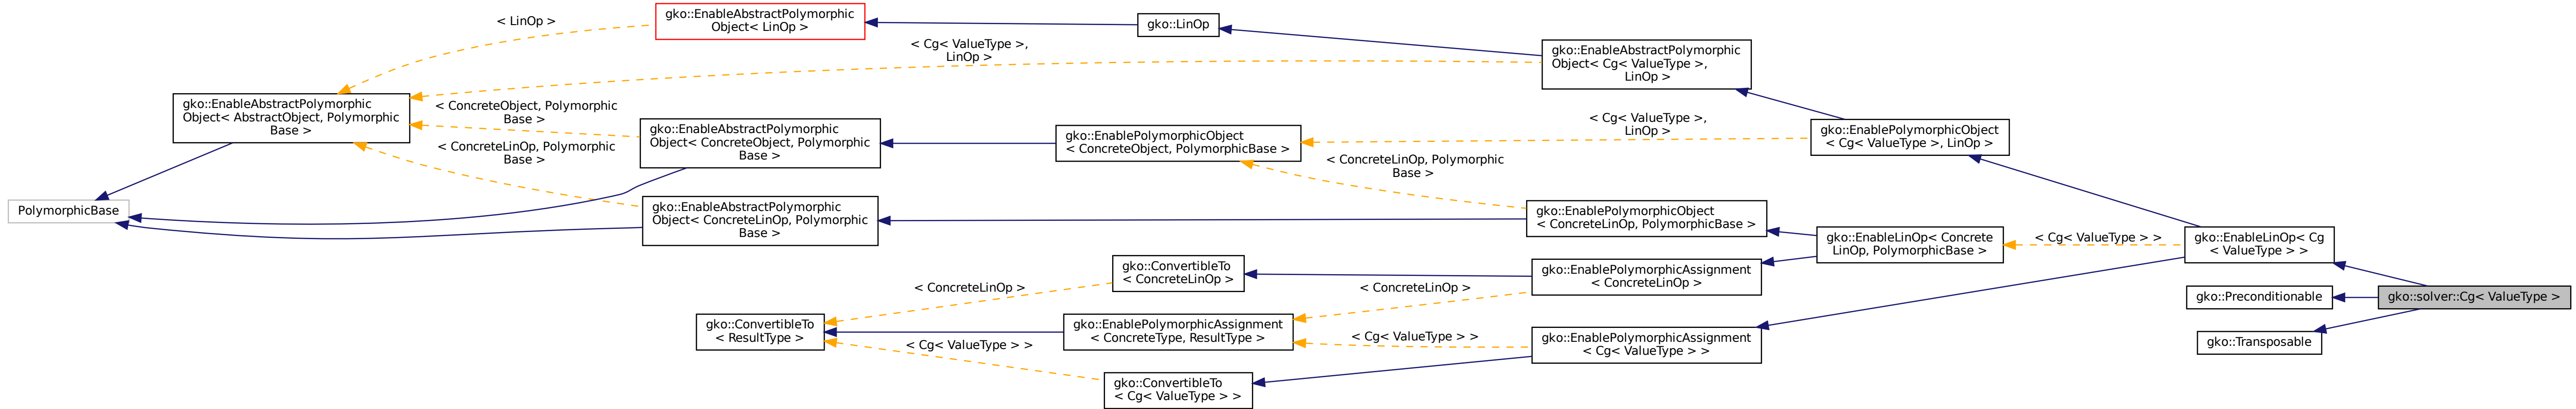 < LinOp >
gko::EnableAbstractPolymorphic
Object< LinOp >
gko::LinOp
< Cg< ValueType >,
LinOp >
gko::EnableAbstractPolymorphic
Object< Cg< ValueType >,
LinOp >
gko::EnableAbstractPolymorphic
Object< AbstractObject, Polymorphic
Base >
< ConcreteObject, Polymorphic
Base >
< ConcreteLinOp, Polymorphic
Base >
gko::EnableAbstractPolymorphic
Object< ConcreteObject, Polymorphic
Base >
gko::EnablePolymorphicObject
< ConcreteObject, PolymorphicBase >
< Cg< ValueType >,
LinOp >
< ConcreteLinOp, Polymorphic
Base >
gko::EnablePolymorphicObject
< Cg< ValueType >, LinOp >
PolymorphicBase
gko::EnableAbstractPolymorphic
Object< ConcreteLinOp, Polymorphic
Base >
gko::EnablePolymorphicObject
< ConcreteLinOp, PolymorphicBase >
gko::EnableLinOp< Concrete
LinOp, PolymorphicBase >
< Cg< ValueType > >
gko::EnableLinOp< Cg
< ValueType > >
gko::ConvertibleTo
< ConcreteLinOp >
gko::EnablePolymorphicAssignment
< ConcreteLinOp >
< ConcreteLinOp >
< ConcreteLinOp >
gko::Preconditionable
gko::solver::Cg< ValueType >
gko::ConvertibleTo
< ResultType >
gko::EnablePolymorphicAssignment
< ConcreteType, ResultType >
< Cg< ValueType > >
< Cg< ValueType > >
gko::EnablePolymorphicAssignment
< Cg< ValueType > >
gko::Transposable
gko::ConvertibleTo
< Cg< ValueType > >